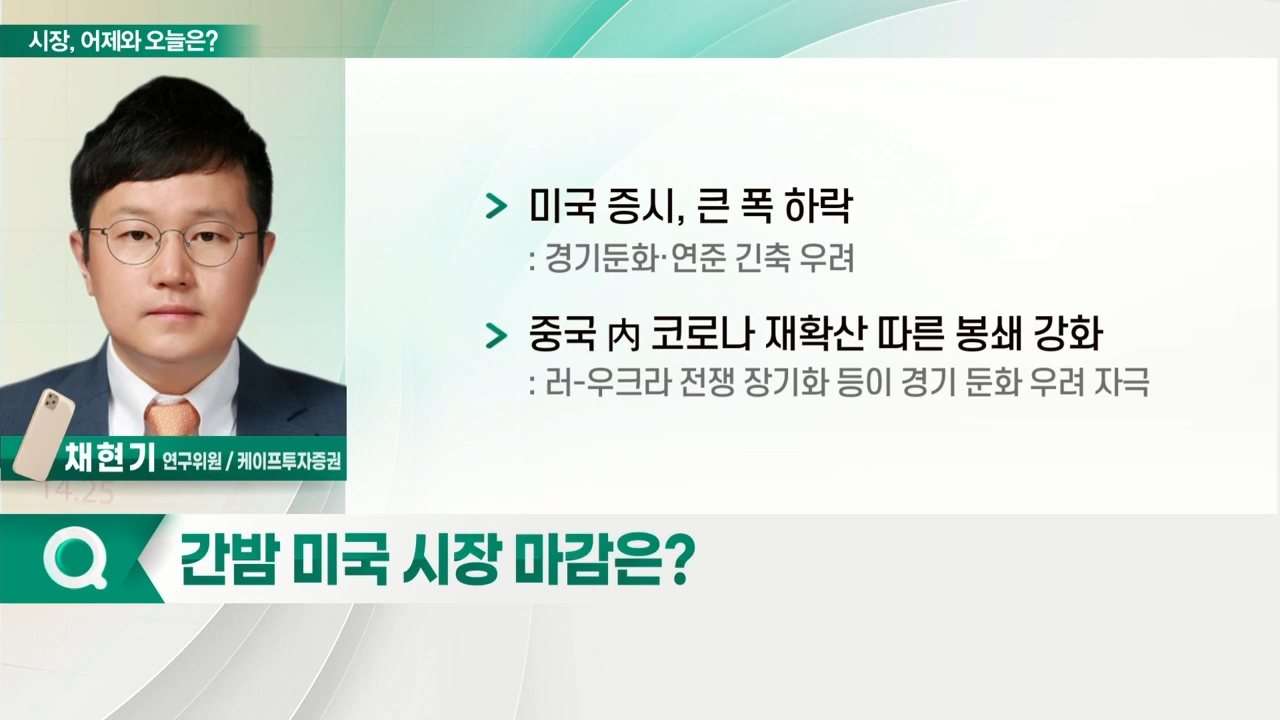 시장, 어제와 오늘은?
> 미국 증시, 큰 폭 하락
: 경기둔화·연준 긴축 우려
> 중국 內 코로나 재확산 따른 봉쇄 강화
: 러-우크라 전쟁 장기화 등이 경기 둔화 우려 자극
채현기 연구위원 / 케이프투자증권
14.25
Q 간밤 미국 시장 마감은?